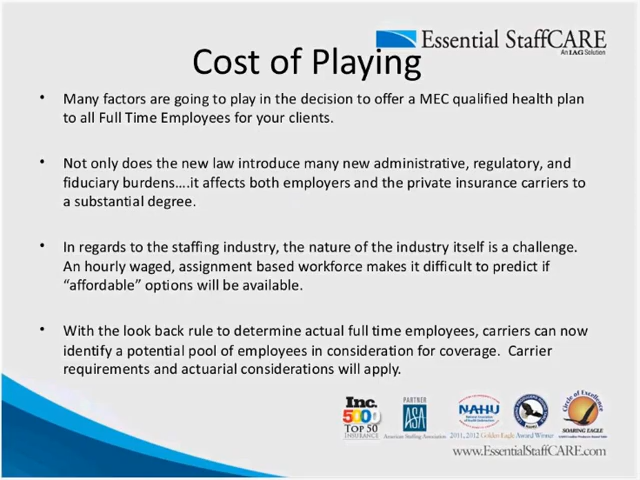 Essential StaffCARE
An IAG Solution
Cost of Playing
• Many factors are going to play in the decision to offer a MEC qualified health plan
to all Full Time Employees for your clients.
• Not only does the new law introduce many new administrative, regulatory, and
fiduciary burdens….it affects both employers and the private insurance carriers to
a substantial degree.
• In regards to the staffing industry, the nature of the industry itself is a challenge.
An hourly waged, assignment based workforce makes it difficult to predict if
“affordable” options will be available.
• With the look back rule to determine actual full time employees, carriers can now
identify a potential pool of employees in consideration for coverage.  Carrier
requirements and actuarial considerations will apply.
Inc.
5000
TOP 50
INSURANCE
PARTNER
ASA
American Staffing Association
NAHU
2011, 2012 Golden Eagle Award Winner
Circle of Excellence
SOARING EAGLE
www.EssentialStaffCARE.com